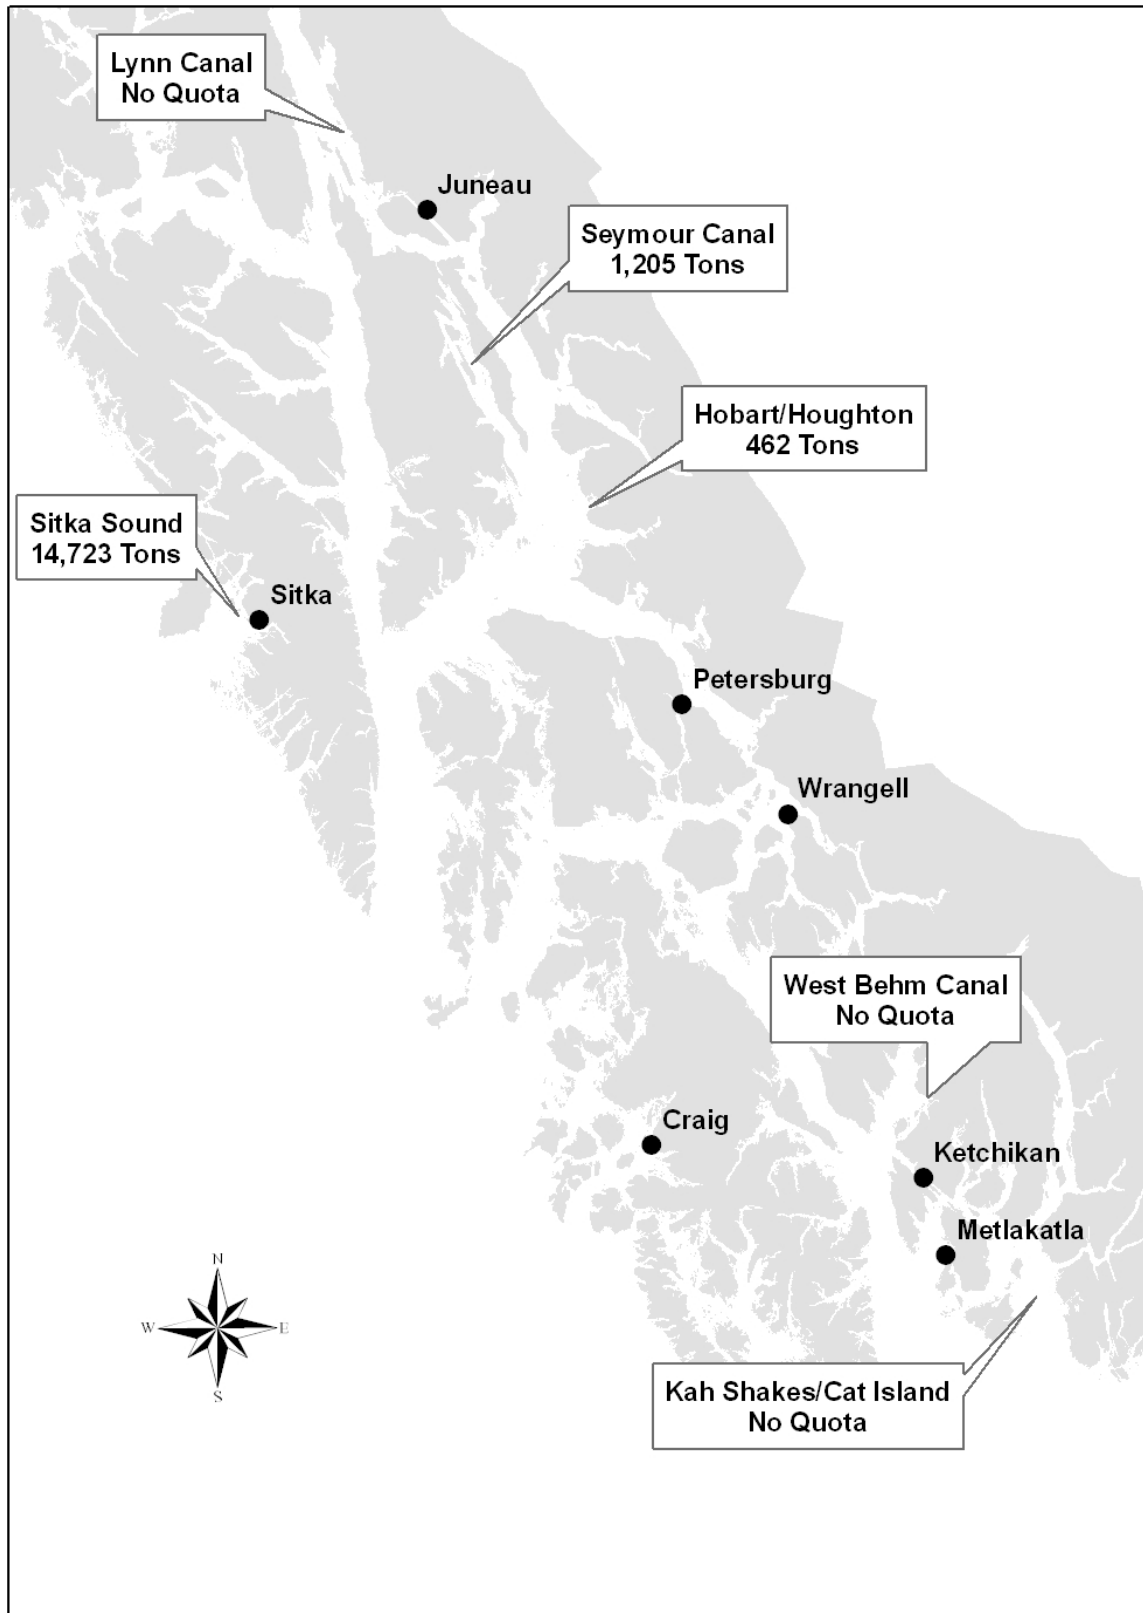 Lynn Canal
No Quota
Juneau
Seymour Canal
1,205 Tons
Hobart/Houghton
462 Tons
Sitka Sound
14,723 Tons
Sitka
Petersburg
Wrangell
West Behm Canal
No Quota
Craig
Ketchikan
Metlakatla
N
W
E
S
Kah Shakes/Cat Island
No Quota